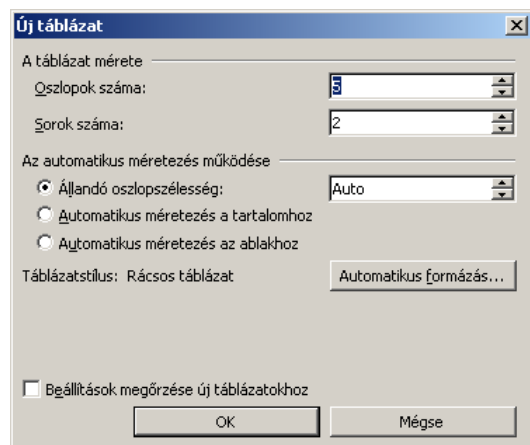 Új táblázat
A táblázat mérete
Oszlopok száma: 5
Sorok száma: 2
Az automatikus méretezés működése
Állandó oszlopszélesség: Auto
Automatikus méretezés a tartalomhoz
Automatikus méretezés az ablakhoz
Táblázatstílus: Rácsos táblázat Automatikus formázás...
Beállítások megőrzése új táblázatokhoz
OK Mégse